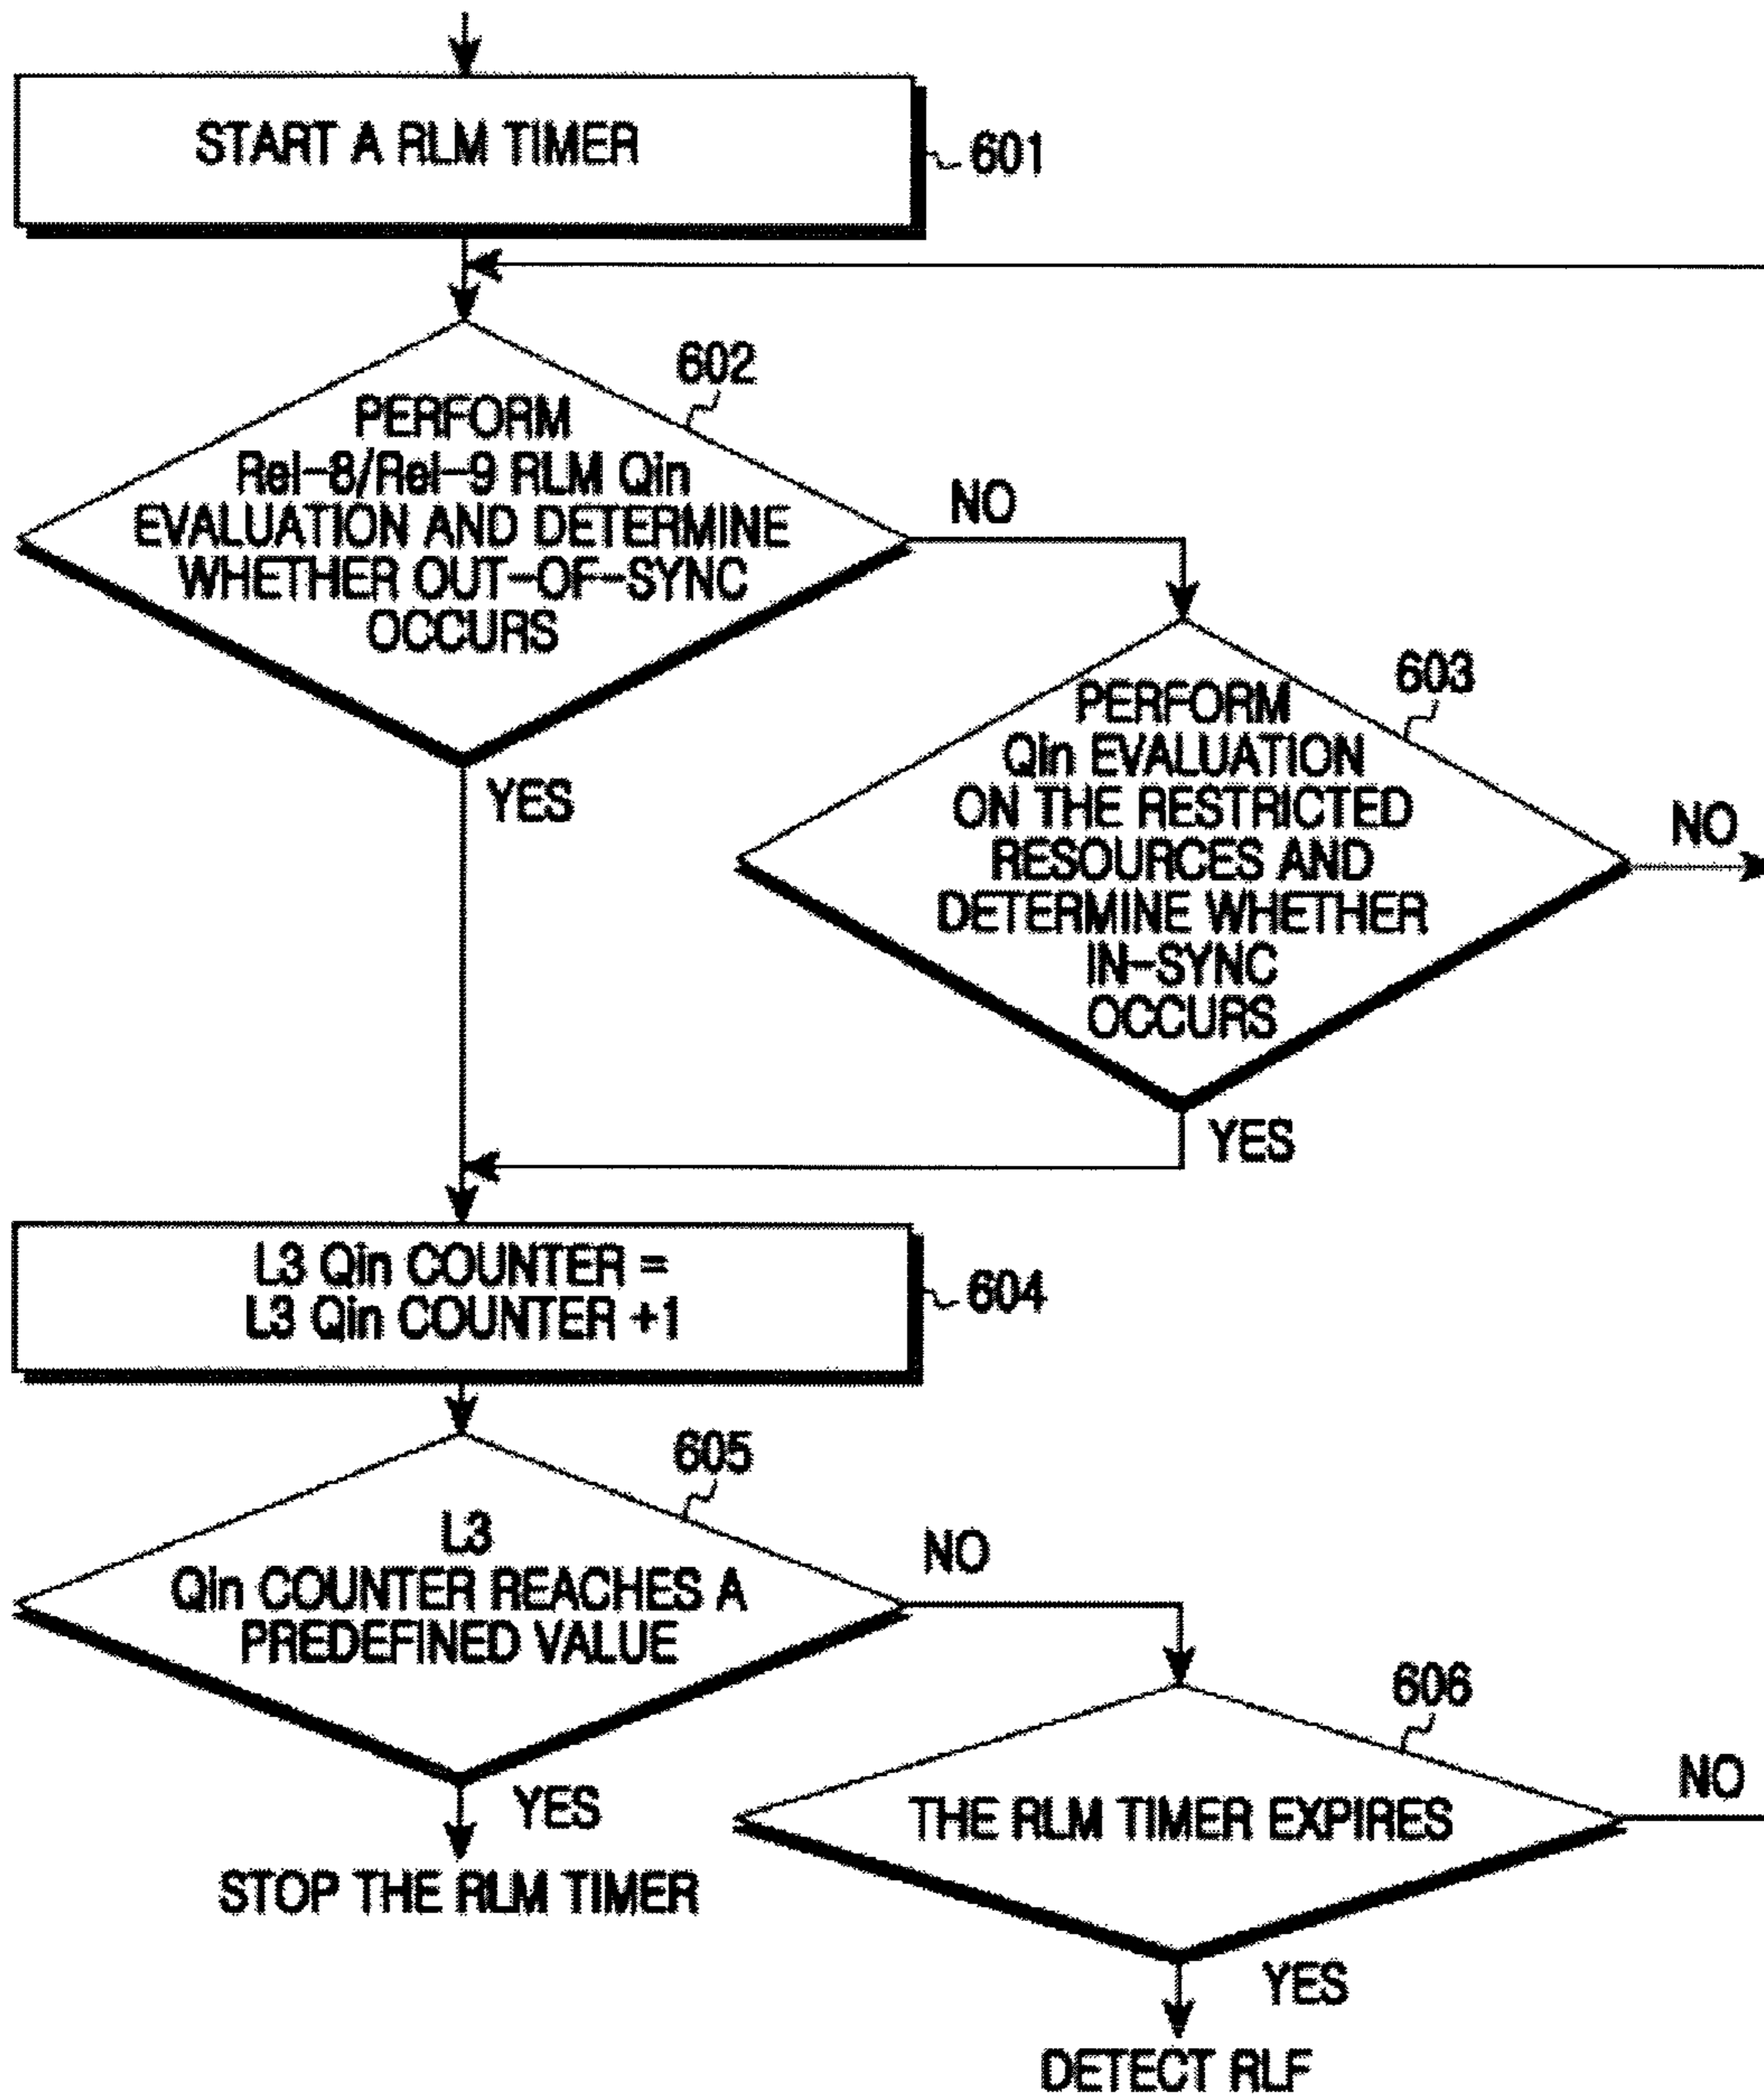 START A RLM TIMER
601
602
PERFORM
Rel-8/Rel-9 RLM Qin
EVALUATION AND DETERMINE
WHETHER OUT-OF-SYNC
OCCURS
NO
YES
603
PERFORM
Qin EVALUATION
ON THE RESTRICTED
RESOURCES AND
DETERMINE WHETHER
IN-SYNC
OCCURS
NO
YES
L3 Qin COUNTER =
L3 Qin COUNTER +1
604
605
L3
Qin COUNTER REACHES A
PREDEFINED VALUE
NO
YES
STOP THE RLM TIMER
606
THE RLM TIMER EXPIRES
NO
YES
DETECT RLF